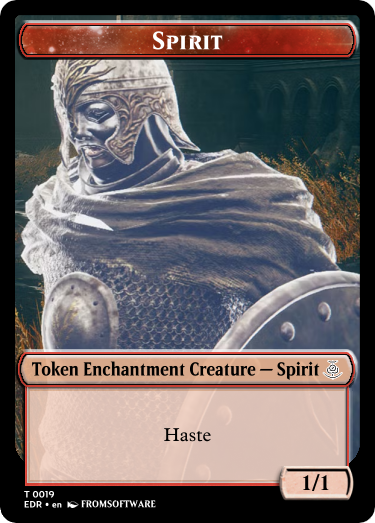 Spirit
Token Enchantment Creature — Spirit
Haste
1/1
T 0019
EDR • en FROMSOFTWARE